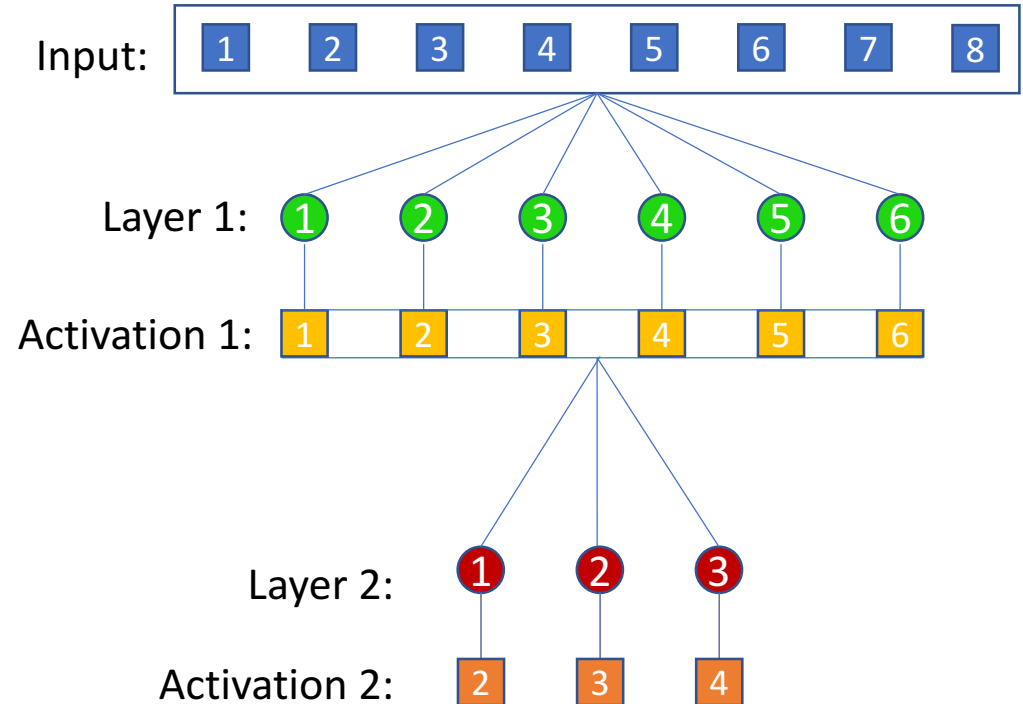 Input: 1 2 3 4 5 6 7 8
Layer 1: 1 2 3 4 5 6
Activation 1: 1 2 3 4 5 6
Layer 2: 1 2 3
Activation 2: 2 3 4